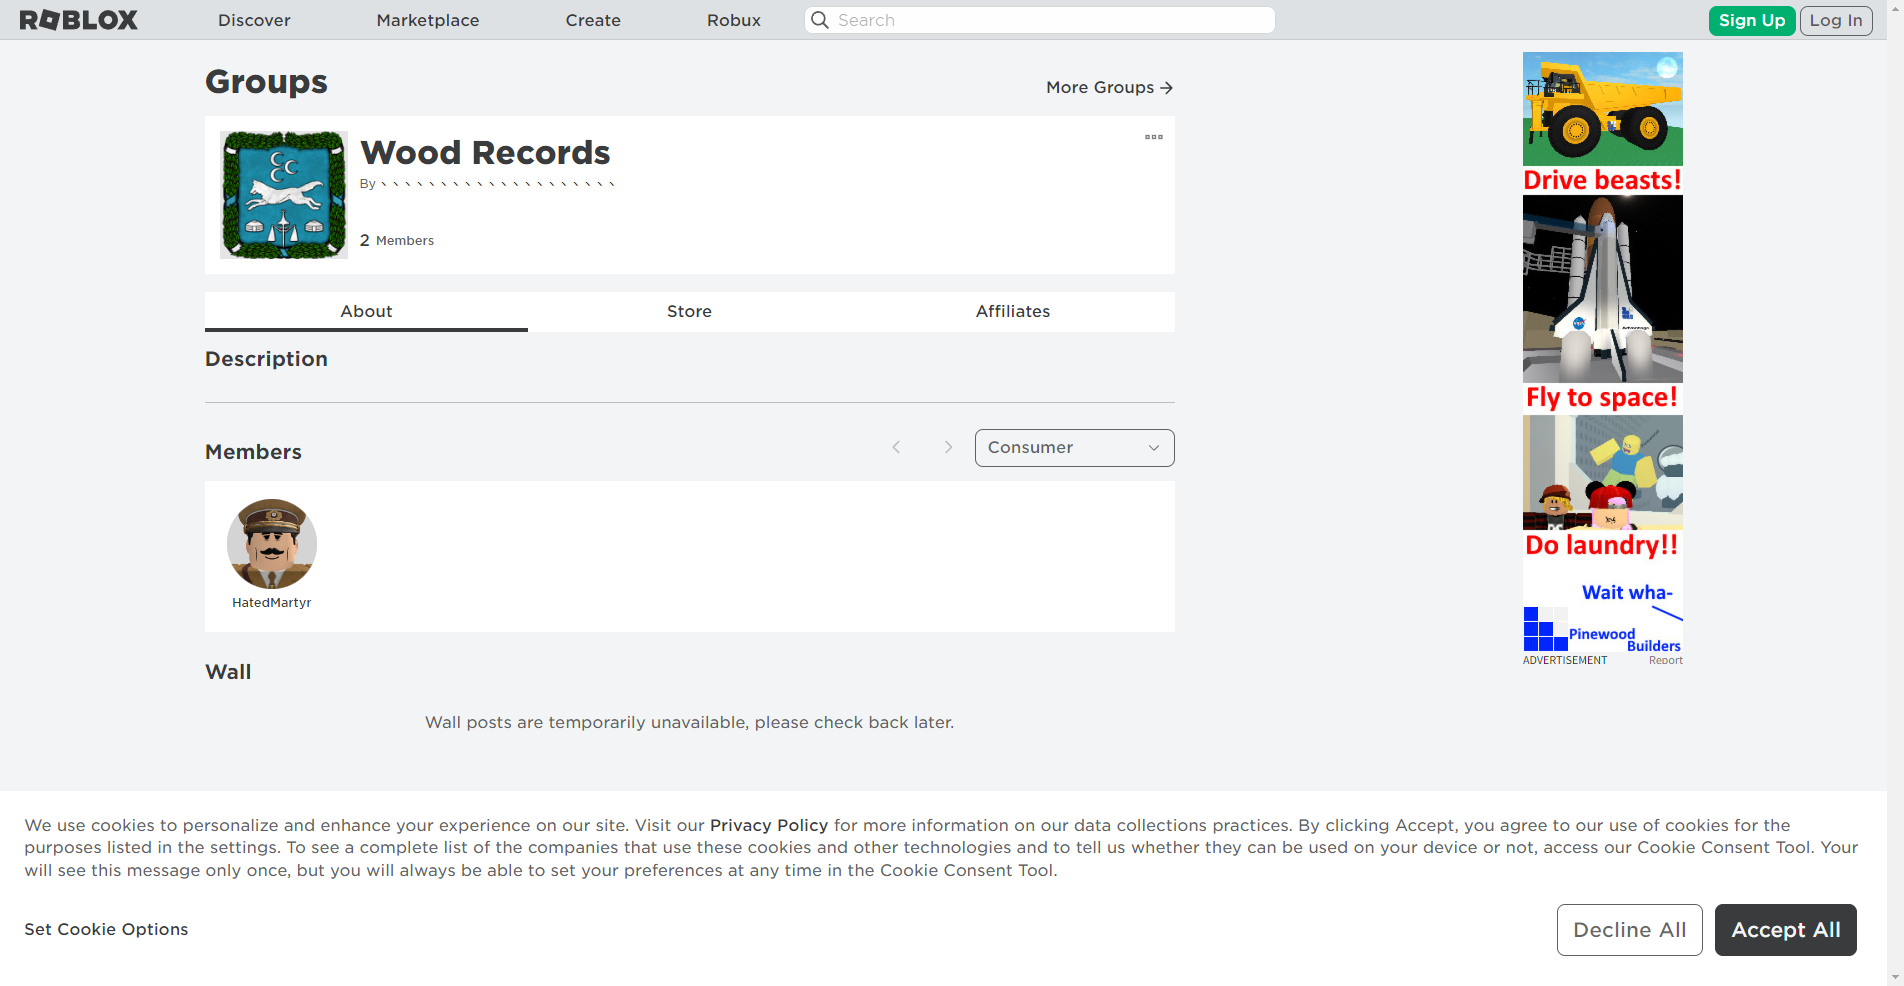 ROBLOX
Discover
Marketplace
Create
Robux
Search
Sign Up
Log In
Groups
More Groups
Wood Records
By
2 Members
About
Store
Affiliates
Description
Members
Consumer
HatedMartyr
Wall
Wall posts are temporarily unavailable, please check back later.
Drive beasts!
Fly to space!
Do laundry!!
Wait wha-
Pinewood
Builders
ADVERTISEMENT
Report
We use cookies to personalize and enhance your experience on our site. Visit our Privacy Policy for more information on our data collections practices. By clicking Accept, you agree to our use of cookies for the
purposes listed in the settings. To see a complete list of the companies that use these cookies and other technologies and to tell us whether they can be used on your device or not, access our Cookie Consent Tool. Your
will see this message only once, but you will always be able to set your preferences at any time in the Cookie Consent Tool.
Set Cookie Options
Decline All
Accept All